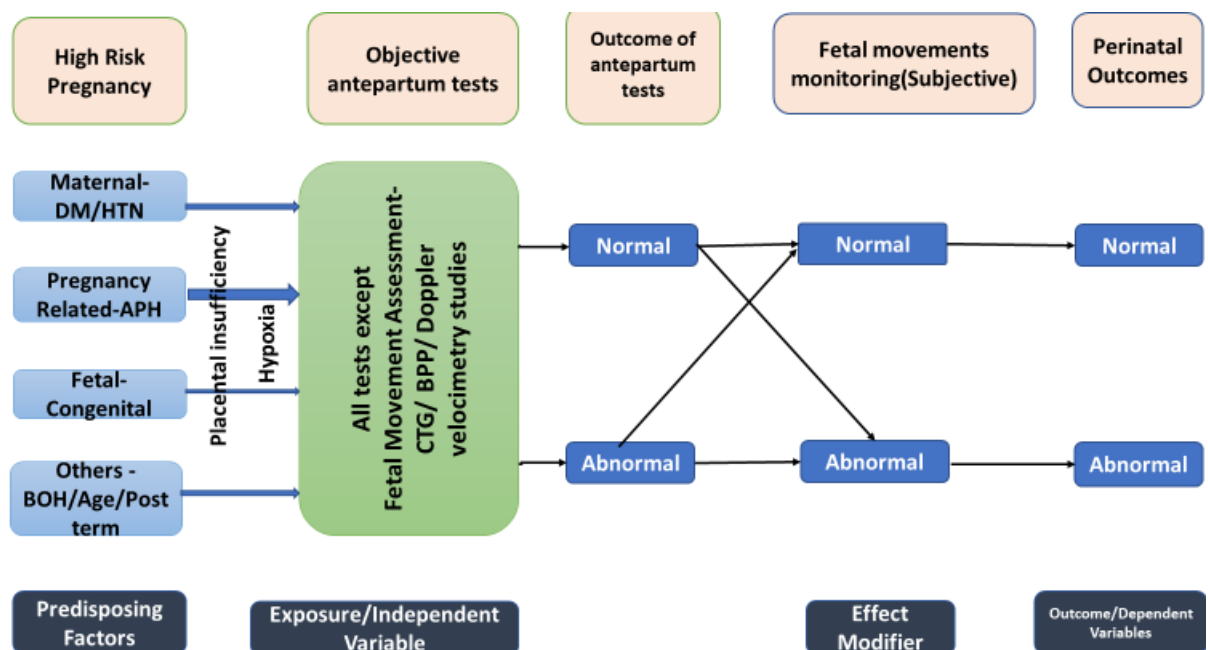 High Risk
Pregnancy
Objective
antepartum tests
Outcome of
antepartum
tests
Fetal movements
monitoring(Subjective)
Perinatal
Outcomes
Maternal-
DM/HTN
Pregnancy
Related-APH
Fetal-
Congenital
Others -
BOH/Age/Post
term
Placental insufficiency
Hypoxia
All tests except
Fetal Movement Assessment-
CTG/ BPP/ Doppler
velocimetry studies
Normal
Normal
Normal
Abnormal
Abnormal
Abnormal
Predisposing
Factors
Exposure/Independent
Variable
Effect
Modifier
Outcome/Dependent
Variables